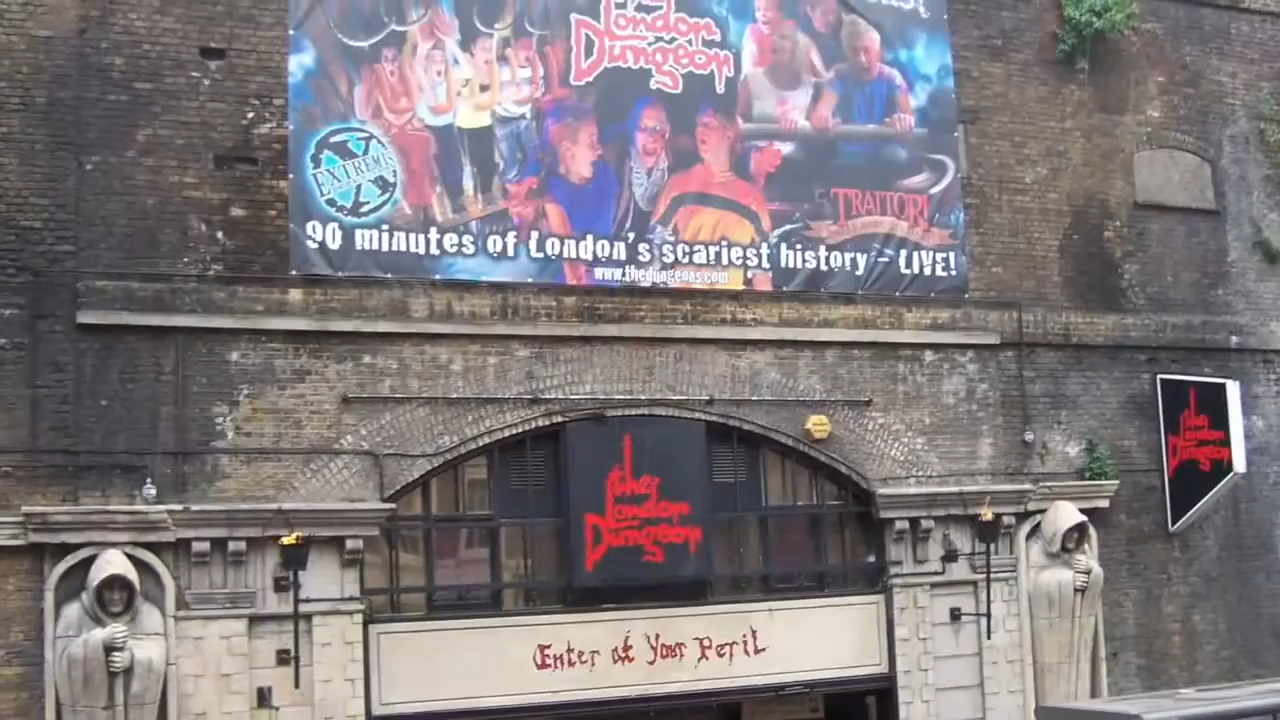 the
London
Dungeon
EXTREMIS
TRAITOR!
90 minutes of London's scariest history - LIVE!
www.thedungeons.com
the
London
Dungeon
the
London
Dungeon
Enter at Your Peril